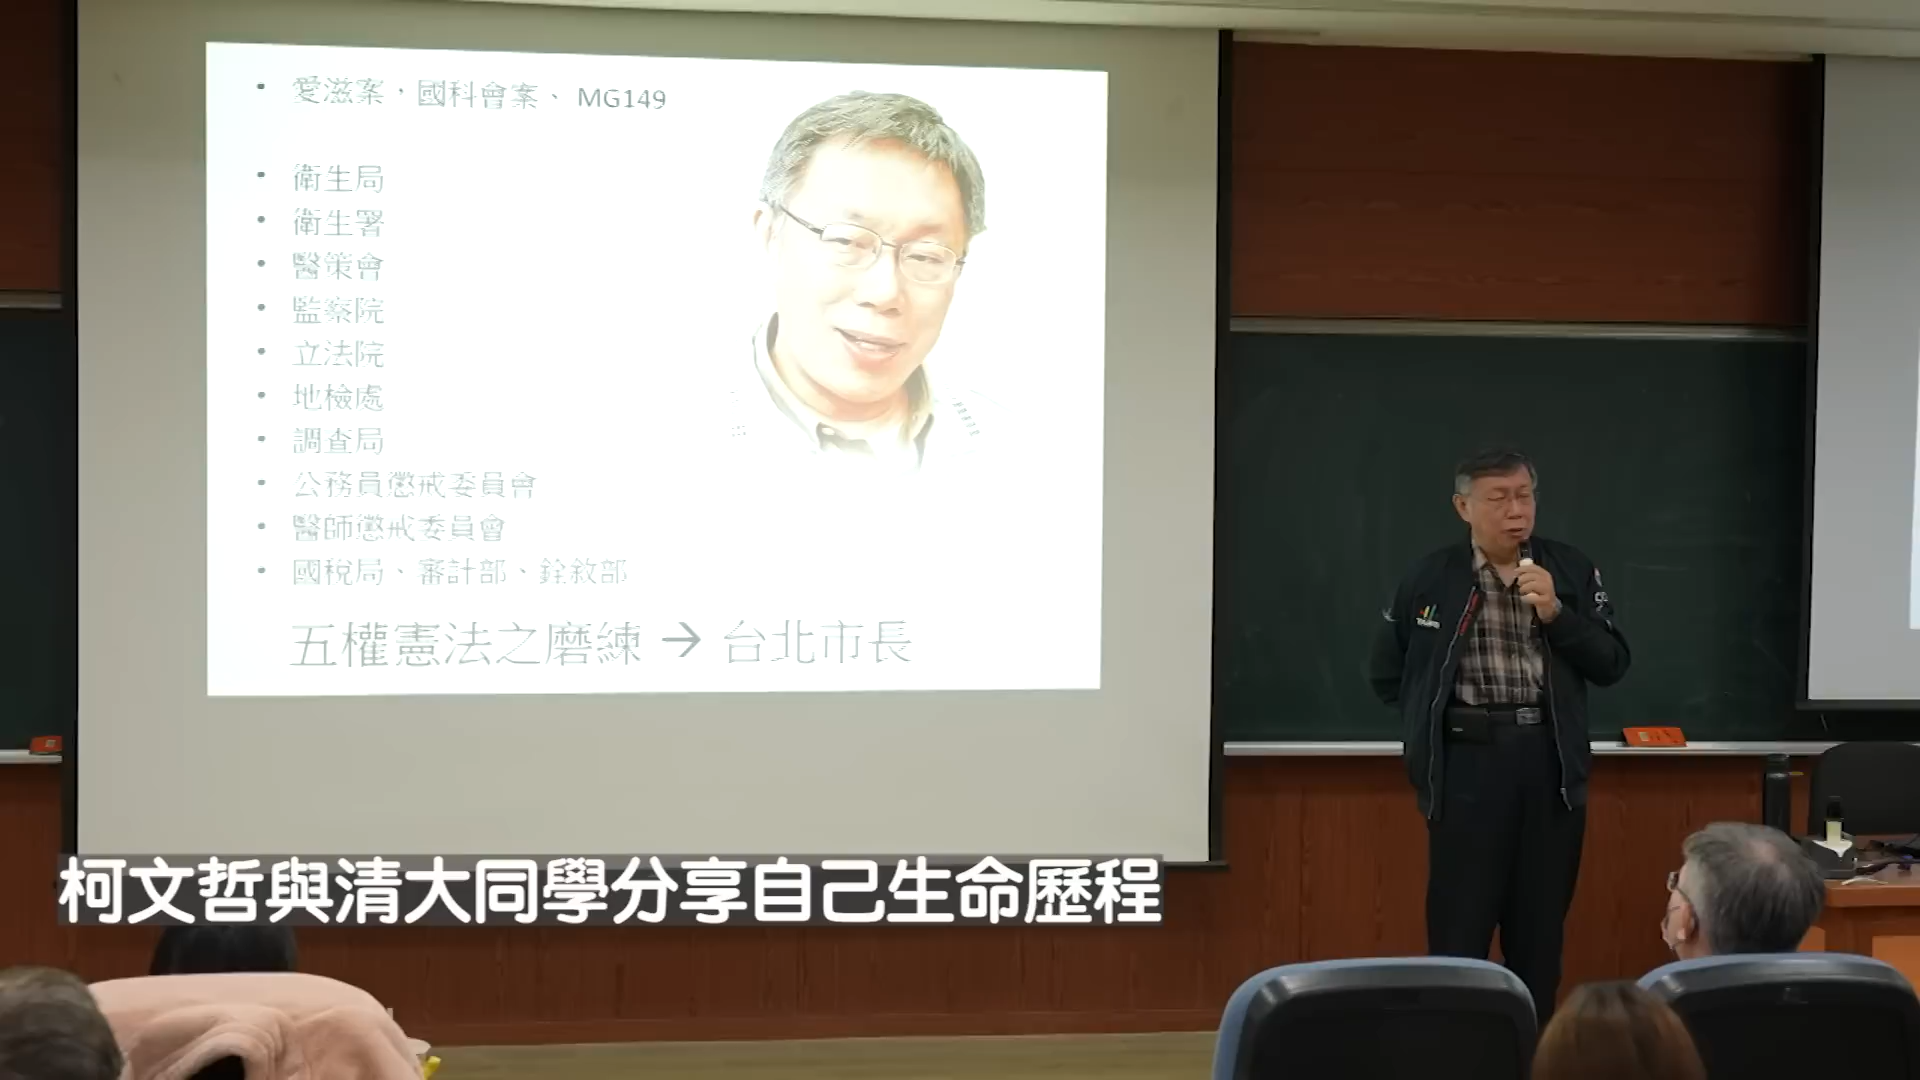 • 愛滋案，國科會案、 MG149
• 衛生局
• 衛生署
• 醫策會
• 監察院
• 立法院
• 地檢處
• 調查局
• 公務員懲戒委員會
• 醫師懲戒委員會
• 國稅局、審計部、銓敘部
五權憲法之磨練 → 台北市長
柯文哲與清大同學分享自己生命歷程